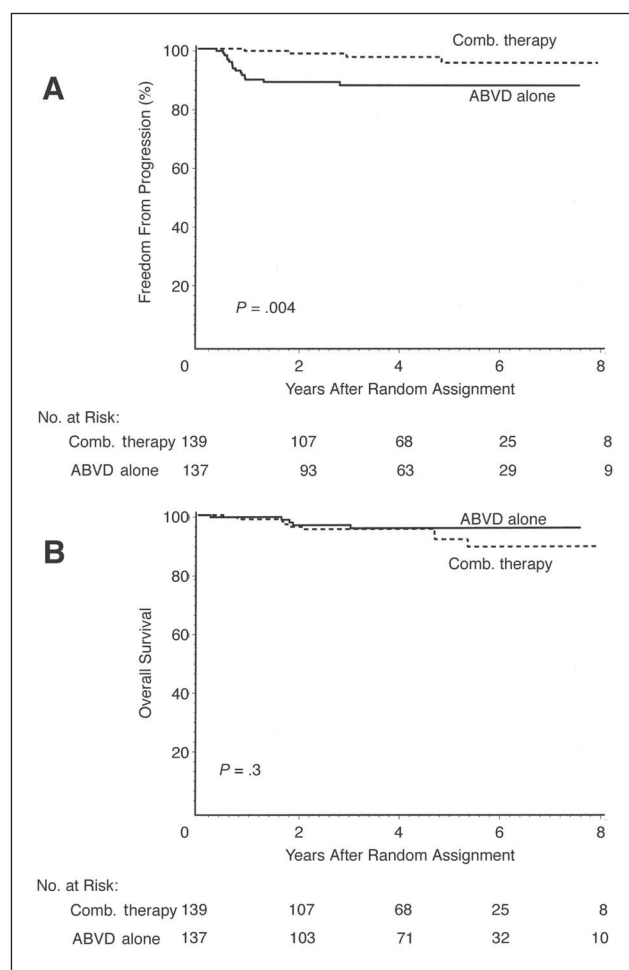 A
Freedom From Progression (%)
100
80
60
40
20
0
2
4
6
8
Comb. therapy
ABVD alone
P = .004
Years After Random Assignment
No. at Risk:
Comb. therapy 139 107 68 25 8
ABVD alone 137 93 63 29 9
B
Overall Survival
100
80
60
40
20
0
2
4
6
8
ABVD alone
Comb. therapy
P = .3
Years After Random Assignment
No. at Risk:
Comb. therapy 139 107 68 25 8
ABVD alone 137 103 71 32 10